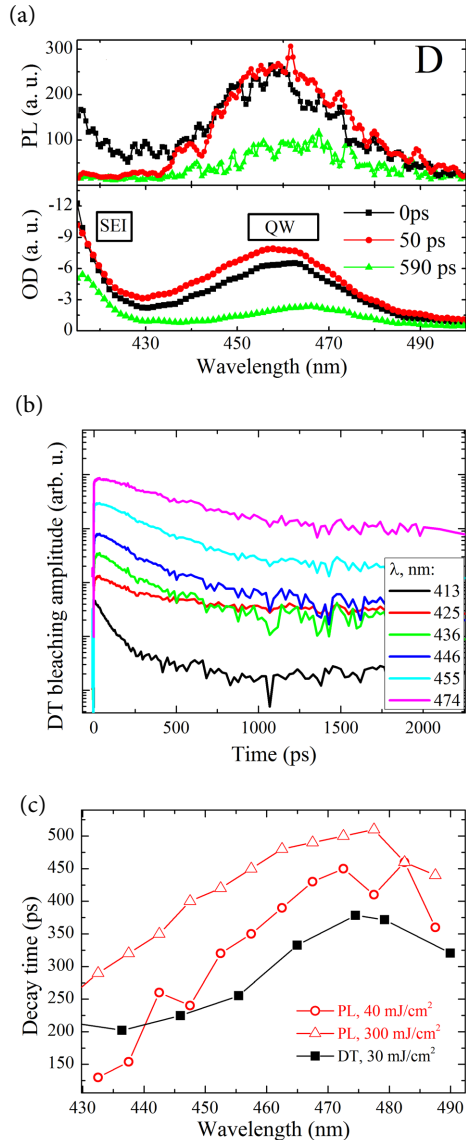 (a)
D
PL (a. u.)
300
200
100
SEI
QW
0ps
50 ps
590 ps
OD (a. u.)
-12
-9
-6
-3
0
430 450 470 490
Wavelength (nm)
(b)
DT bleaching amplitude (arb. u.)
λ, nm:
413
425
436
446
455
474
0 500 1000 1500 2000
Time (ps)
(c)
Decay time (ps)
500
450
400
350
300
250
200
150
PL, 40 mJ/cm²
PL, 300 mJ/cm²
DT, 30 mJ/cm²
430 440 450 460 470 480 490
Wavelength (nm)